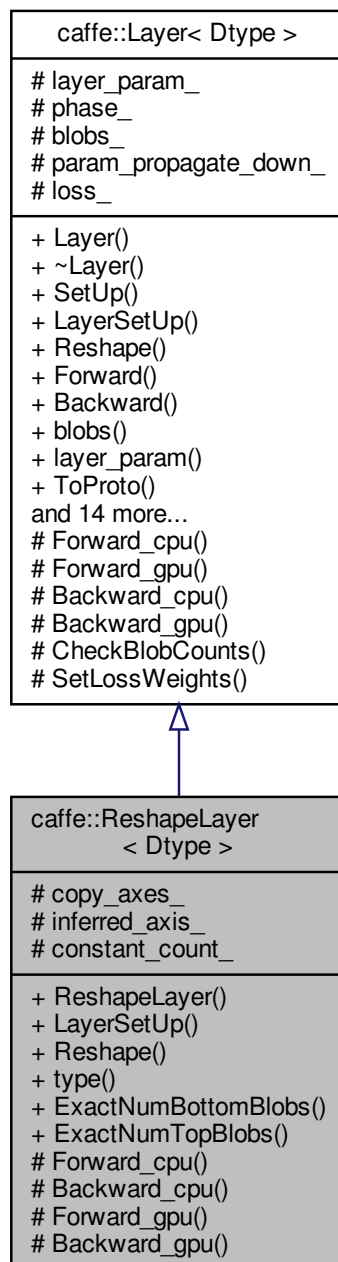 caffe::Layer< Dtype >
# layer_param_
# phase_
# blobs_
# param_propagate_down_
# loss_
+ Layer()
+ ~Layer()
+ SetUp()
+ LayerSetUp()
+ Reshape()
+ Forward()
+ Backward()
+ blobs()
+ layer_param()
+ ToProto()
and 14 more...
# Forward_cpu()
# Forward_gpu()
# Backward_cpu()
# Backward_gpu()
# CheckBlobCounts()
# SetLossWeights()
caffe::ReshapeLayer
< Dtype >
# copy_axes_
# inferred_axis_
# constant_count_
+ ReshapeLayer()
+ LayerSetUp()
+ Reshape()
+ type()
+ ExactNumBottomBlobs()
+ ExactNumTopBlobs()
# Forward_cpu()
# Backward_cpu()
# Forward_gpu()
# Backward_gpu()